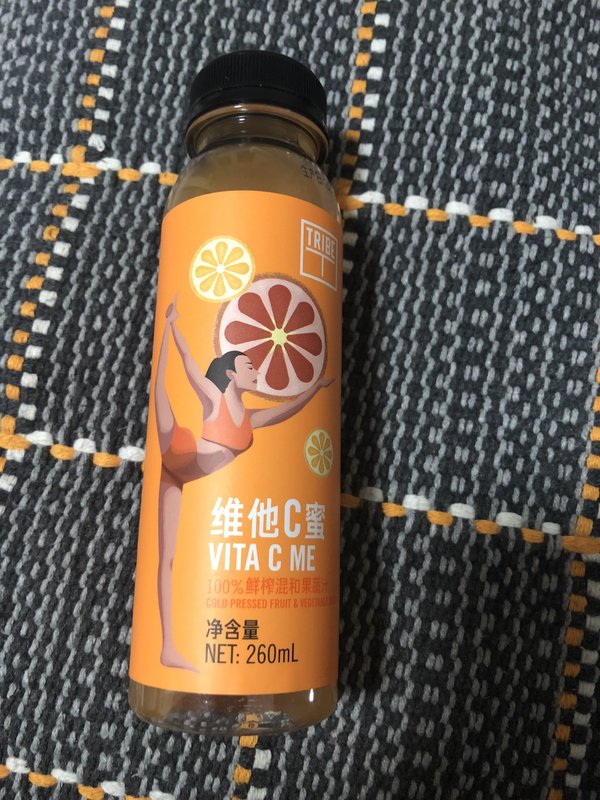 TRIBE
维他C蜜
VITA C ME
100%鲜榨混和果蔬汁
COLD PRESSED FRUIT & VEGETABLE
净含量
NET: 260mL